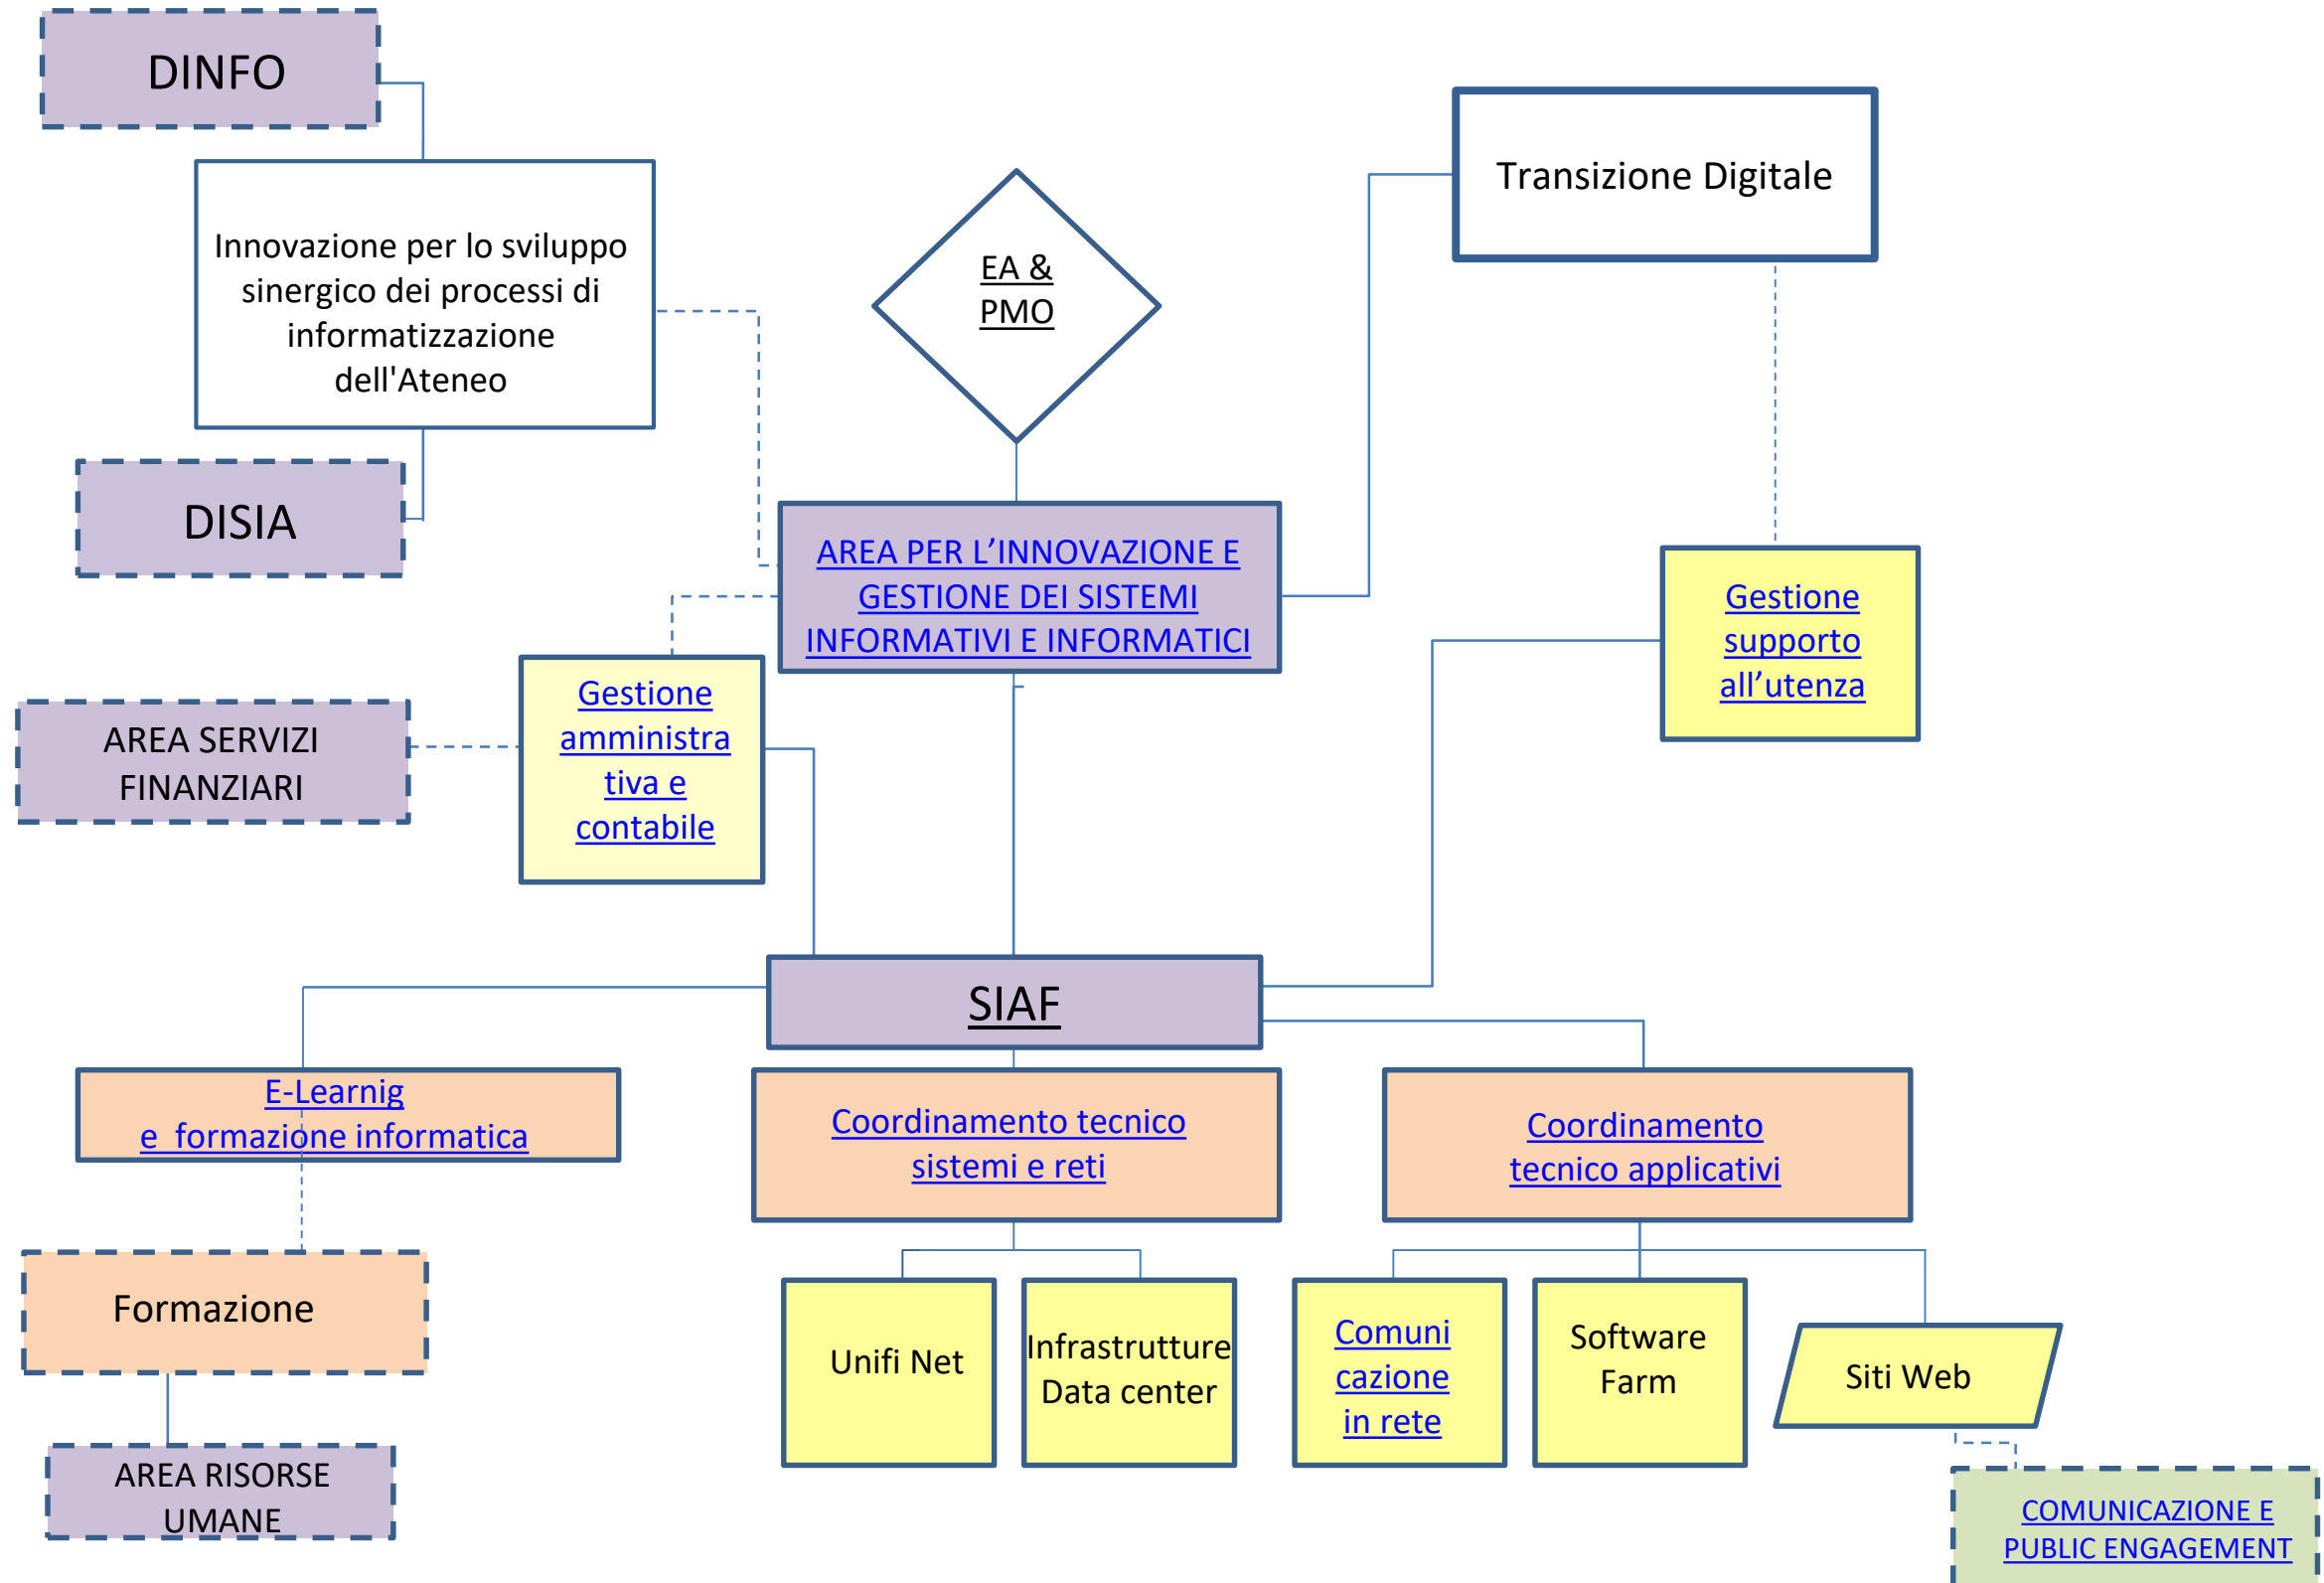 DINFO
Transizione Digitale
Innovazione per lo sviluppo
sinergico dei processi di
informatizzazione
dell'Ateneo
EA &
PMO
DISIA
AREA PER L’INNOVAZIONE E
GESTIONE DEI SISTEMI
INFORMATIVI E INFORMATICI
Gestione
supporto
all’utenza
Gestione
amministra
tiva e
contabile
AREA SERVIZI
FINANZIARI
SIAF
E-Learnig
e  formazione informatica
Coordinamento tecnico
sistemi e reti
Coordinamento
tecnico applicativi
Formazione
Unifi Net
Infrastrutture
Data center
Comuni
cazione
in rete
Software
Farm
Siti Web
AREA RISORSE
UMANE
COMUNICAZIONE E
PUBLIC ENGAGEMENT